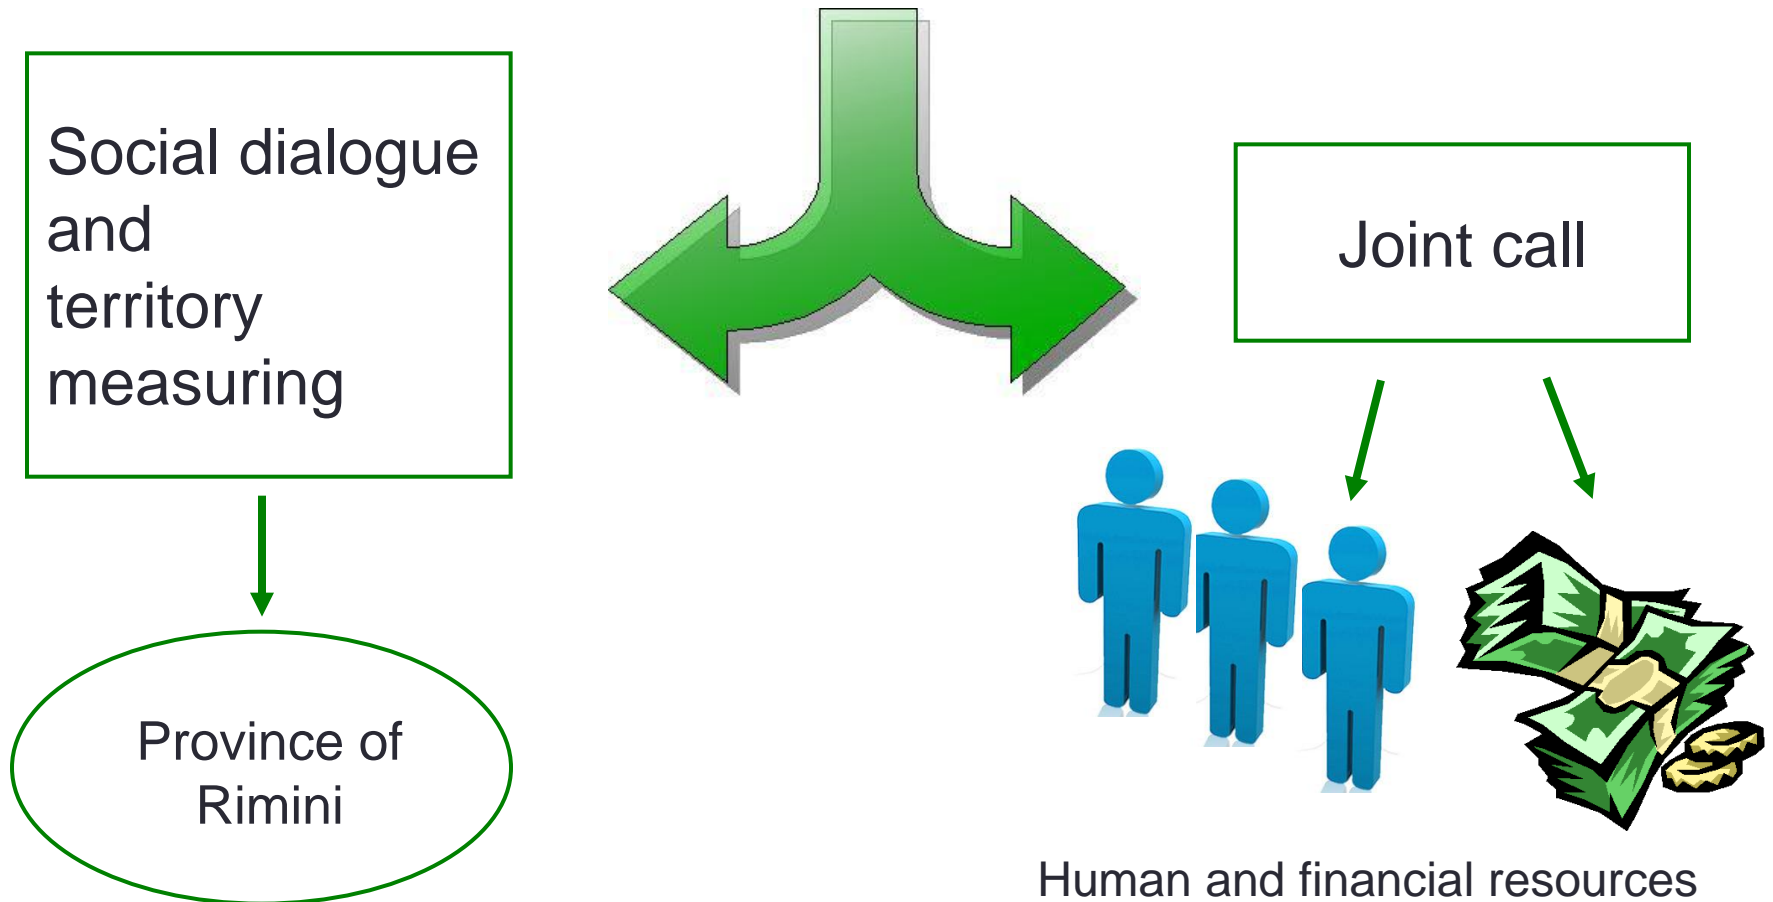 Social dialogue
and
territory
measuring
Joint call
Province of
Rimini
Human and financial resources